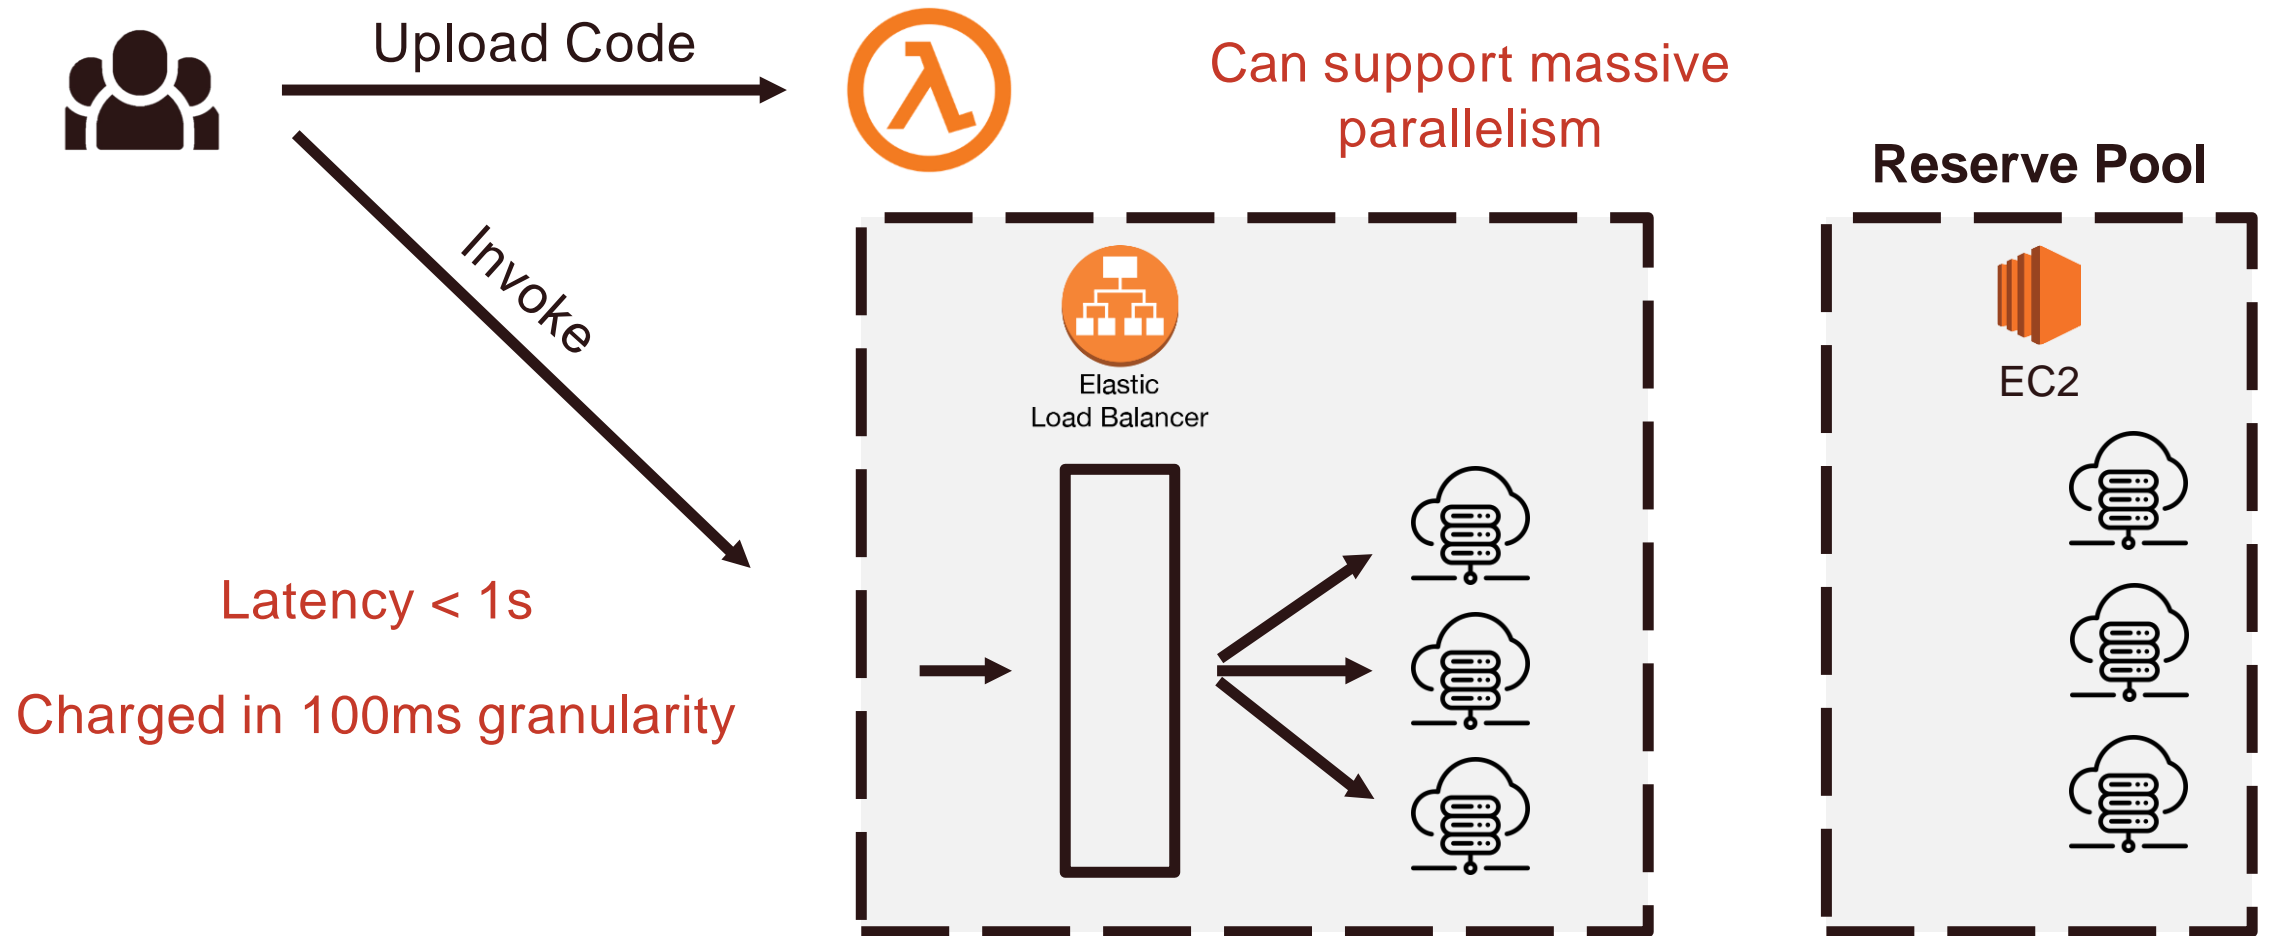 Upload Code
Can support massive
parallelism
Reserve Pool
Invoke
Elastic
Load Balancer
EC2
Latency < 1s
Charged in 100ms granularity